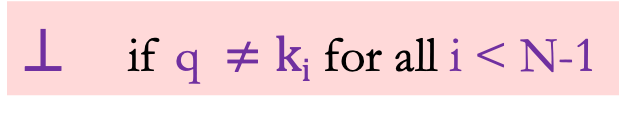 ⊥ if q ≠ kᵢ for all i < N-1